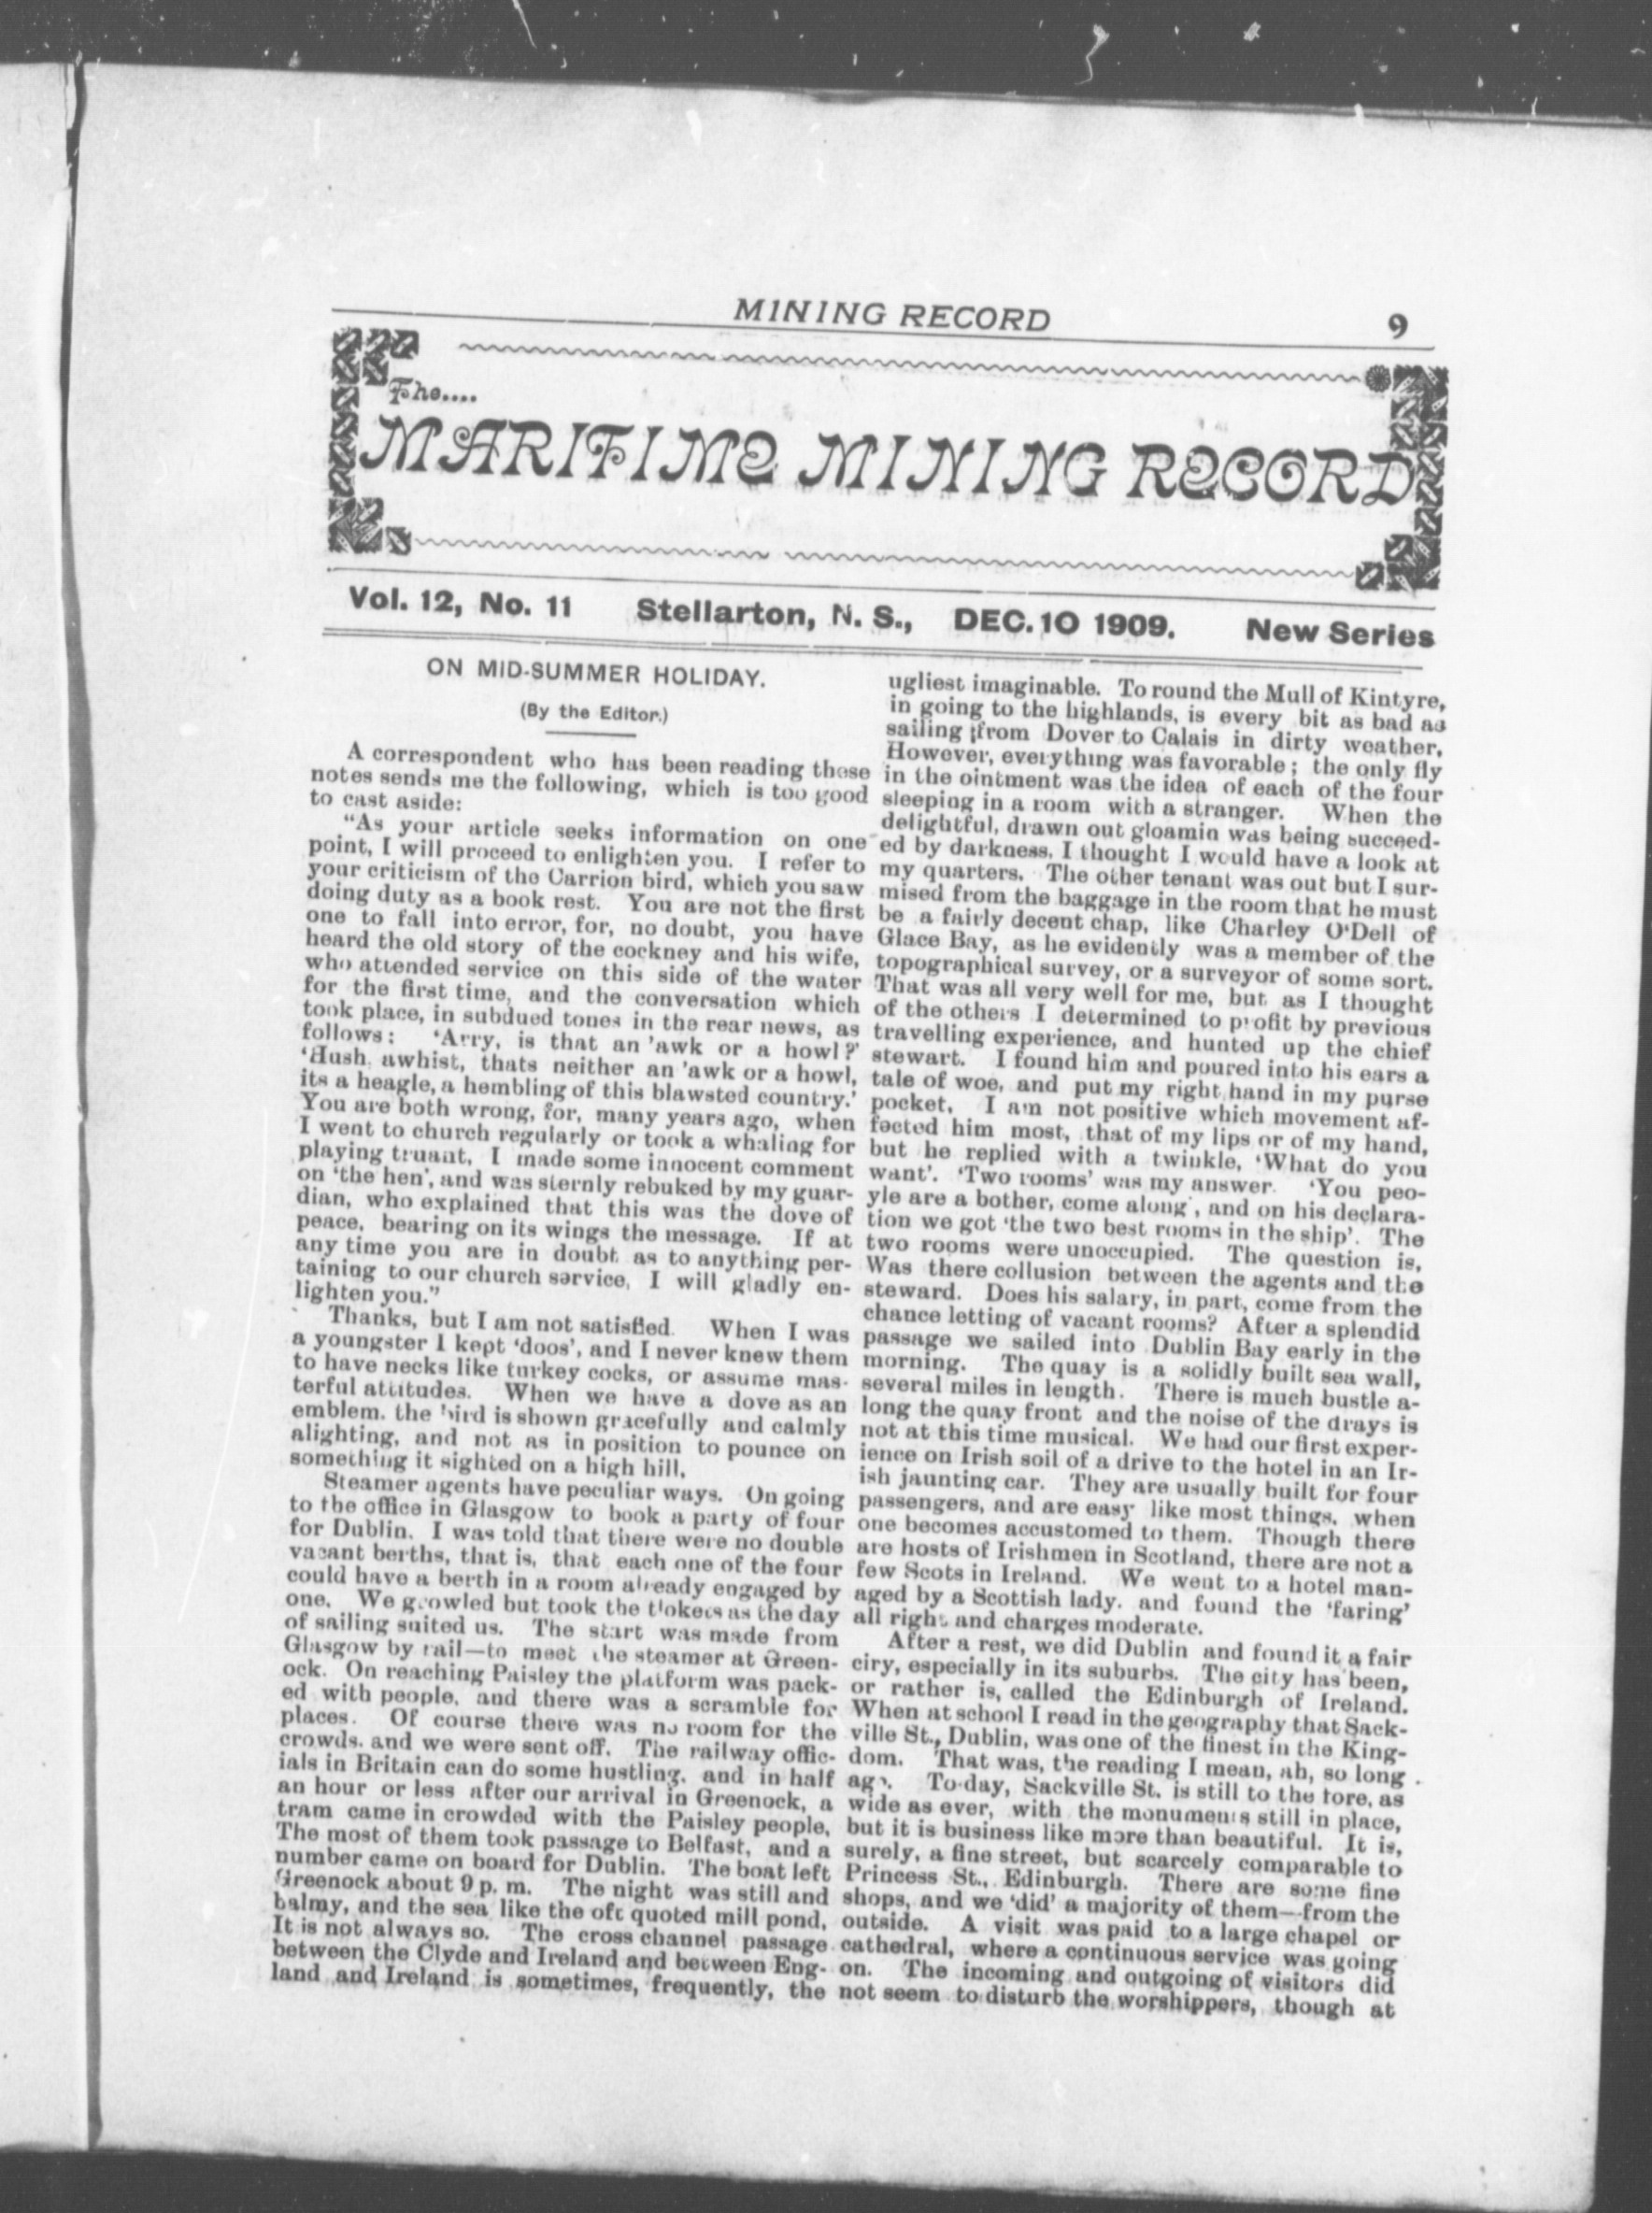 MINING RECORD
9
The....
MARITIME MINING RECORD
Vol. 12, No. 11 Stellarton, N. S., DEC. 10 1909. New Series
ON MID-SUMMER HOLIDAY.
(By the Editor.)
A correspondent who has been reading these
notes sends me the following, which is too good
to cast aside:
"As your article seeks information on one
point, I will proceed to enlighten you. I refer to
your criticism of the Carrion bird, which you saw
doing duty as a book rest. You are not the first
one to fall into error, for, no doubt, you have
heard the old story of the cockney and his wife,
who attended service on this side of the water
for the first time, and the conversation which
took place, in subdued tones in the rear news, as
follows: 'Arry, is that an 'awk or a howl?'
'Hush, awhist, thats neither an 'awk or a howl,
its a heagle, a hembling of this blawsted country.'
You are both wrong, for, many years ago, when
I went to church regularly or took a whaling for
playing truant, I made some innocent comment
on 'the hen', and was sternly rebuked by my guar-
dian, who explained that this was the dove of
peace, bearing on its wings the message. If at
any time you are in doubt as to anything per-
taining to our church service, I will gladly en-
lighten you."
Thanks, but I am not satisfied. When I was
a youngster I kept 'doos', and I never knew them
to have necks like turkey cocks, or assume mas-
terful attitudes. When we have a dove as an
emblem. the bird is shown gracefully and calmly
alighting, and not as in position to pounce on
something it sighted on a high hill.
Steamer agents have peculiar ways. On going
to the office in Glasgow to book a party of four
for Dublin, I was told that there were no double
vacant berths, that is, that each one of the four
could have a berth in a room already engaged by
one. We growled but took the tlokets as the day
of sailing suited us. The start was made from
Glasgow by rail—to meet the steamer at Green-
ock. On reaching Paisley the platform was pack-
ed with people, and there was a scramble for
places. Of course there was no room for the
crowds. and we were sent off. The railway offic-
ials in Britain can do some hustling, and in half
an hour or less after our arrival in Greenock, a
tram came in crowded with the Paisley people,
The most of them took passage to Belfast, and a
number came on board for Dublin. The boat left
Greenock about 9 p. m. The night was still and
balmy, and the sea like the oft quoted mill pond,
It is not always so. The cross channel passage
between the Clyde and Ireland and between Eng-
land and Ireland is sometimes, frequently, the
ugliest imaginable. To round the Mull of Kintyre,
in going to the highlands, is every bit as bad as
sailing from Dover to Calais in dirty weather,
However, everything was favorable; the only fly
in the ointment was the idea of each of the four
sleeping in a room with a stranger. When the
delightful, drawn out gloamin was being succeed-
ed by darkness, I thought I would have a look at
my quarters. The other tenant was out but I sur-
mised from the baggage in the room that he must
be a fairly decent chap, like Charley O'Dell of
Glace Bay, as he evidently was a member of the
topographical survey, or a surveyor of some sort.
That was all very well for me, but as I thought
of the others I determined to profit by previous
travelling experience, and hunted up the chief
stewart. I found him and poured into his ears a
tale of woe, and put my right hand in my purse
pocket, I am not positive which movement af-
fected him most, that of my lips or of my hand,
but he replied with a twinkle, 'What do you
want'. 'Two rooms' was my answer. 'You peo-
yle are a bother, come along', and on his declara-
tion we got 'the two best rooms in the ship'. The
two rooms were unoccupied. The question is,
Was there collusion between the agents and the
steward. Does his salary, in part, come from the
chance letting of vacant rooms? After a splendid
passage we sailed into Dublin Bay early in the
morning. The quay is a solidly built sea wall,
several miles in length. There is much bustle a-
long the quay front and the noise of the drays is
not at this time musical. We had our first exper-
ience on Irish soil of a drive to the hotel in an Ir-
ish jaunting car. They are usually built for four
passengers, and are easy like most things, when
one becomes accustomed to them. Though there
are hosts of Irishmen in Scotland, there are not a
few Scots in Ireland. We went to a hotel man-
aged by a Scottish lady. and found the 'faring'
all right and charges moderate.
After a rest, we did Dublin and found it a fair
ciry, especially in its suburbs. The city has been,
or rather is, called the Edinburgh of Ireland.
When at school I read in the geography that Sack-
ville St., Dublin, was one of the finest in the King-
dom. That was, the reading I mean, ah, so long
ago. To-day, Sackville St. is still to the fore, as
wide as ever, with the monuments still in place,
but it is business like more than beautiful. It is,
surely, a fine street, but scarcely comparable to
Princess St., Edinburgh. There are some fine
shops, and we 'did' a majority of them—from the
outside. A visit was paid to a large chapel or
cathedral, where a continuous service was going
on. The incoming and outgoing of visitors did
not seem to disturb the worshippers, though at